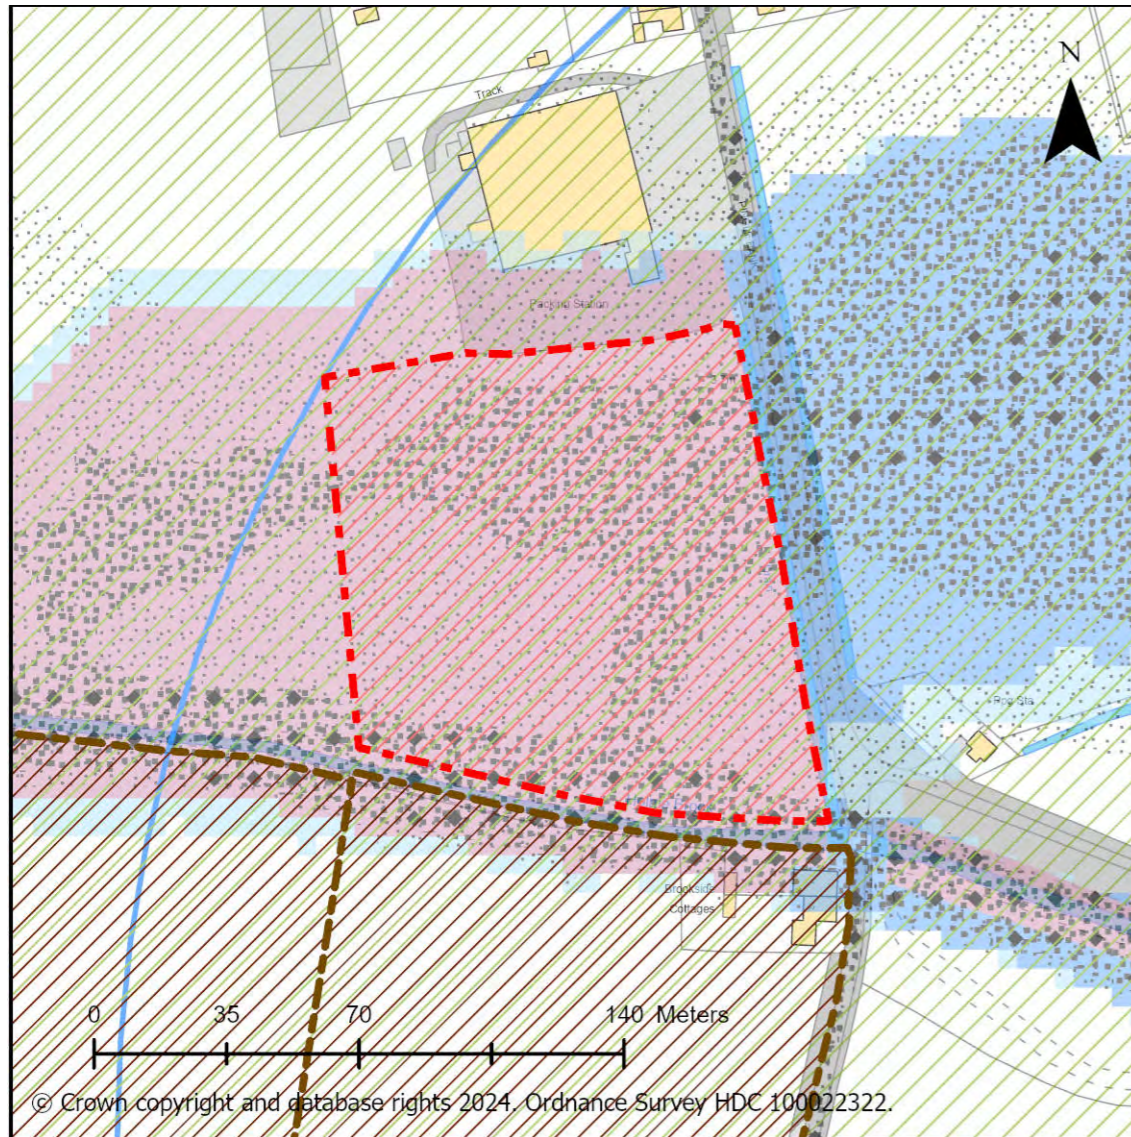 N
Track
Packing Station
Ppg Sta
Brookside
Cottages
0 35 70 140 Meters
© Crown copyright and database rights 2024. Ordnance Survey HDC 100022322.